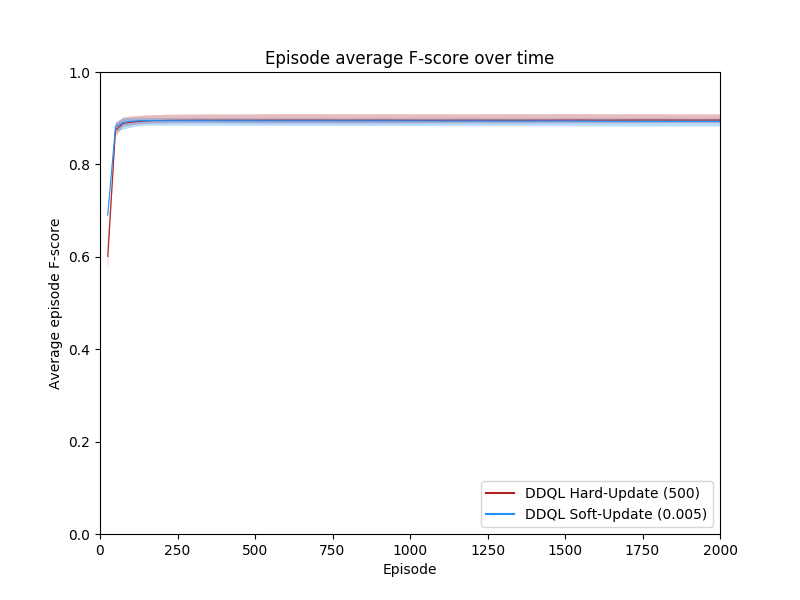 Episode average F-score over time
Average episode F-score
1.0
0.8
0.6
0.4
0.2
0.0
0 250 500 750 1000 1250 1500 1750 2000
Episode
DDQL Hard-Update (500)
DDQL Soft-Update (0.005)